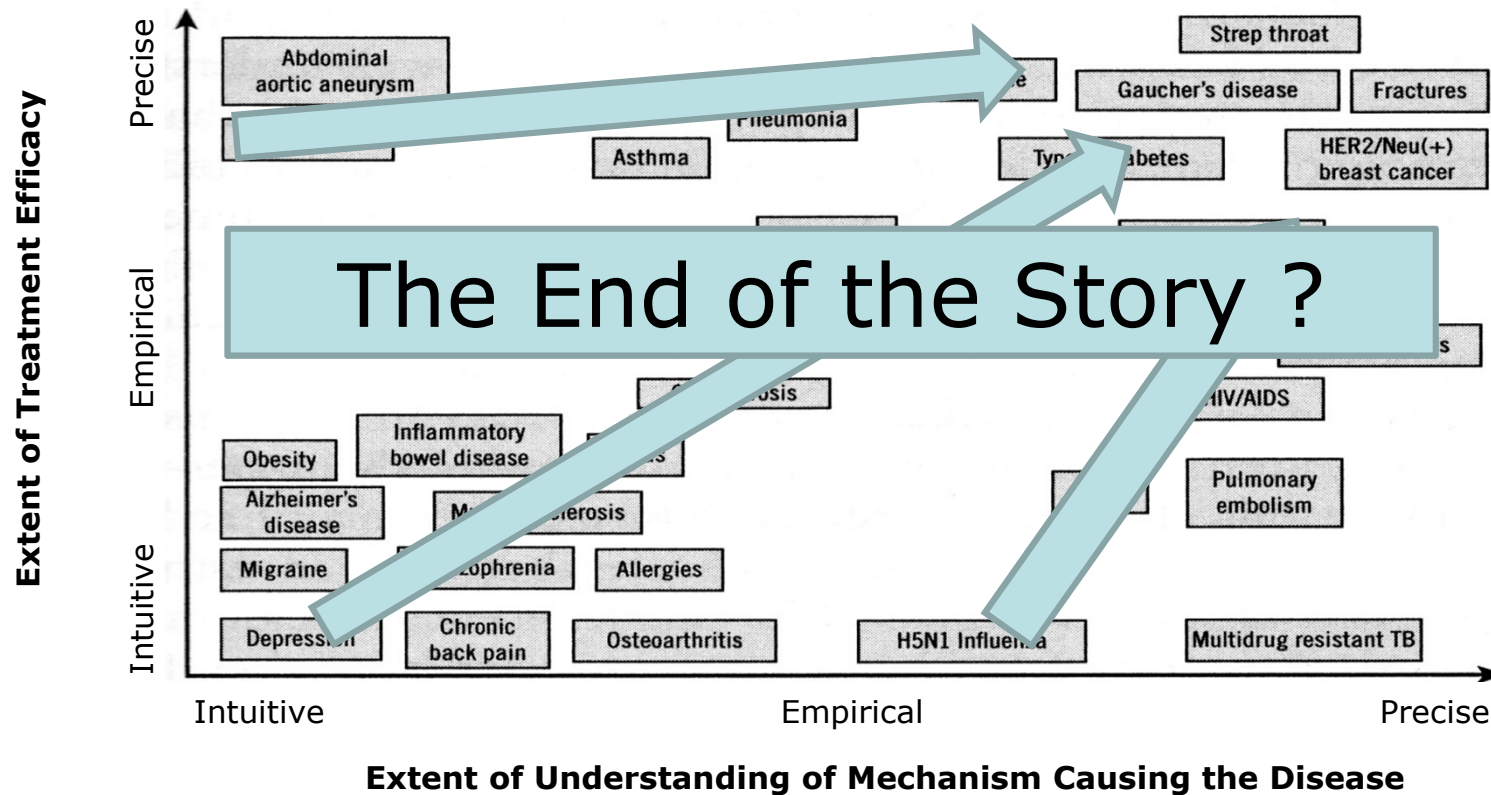 Extent of Treatment Efficacy
Precise
Empirical
Intuitive
Strep throat
Abdominal
aortic aneurysm
Gaucher's disease
Fractures
Pneumonia
Asthma
HER2/Neu(+)
breast cancer
The End of the Story ?
HIV/AIDS
Inflammatory
bowel disease
Obesity
Pulmonary
embolism
Alzheimer's
disease
Migraine
Allergies
Depression
Chronic
back pain
Osteoarthritis
H5N1 Influenza
Multidrug resistant TB
Intuitive
Empirical
Precise
Extent of Understanding of Mechanism Causing the Disease